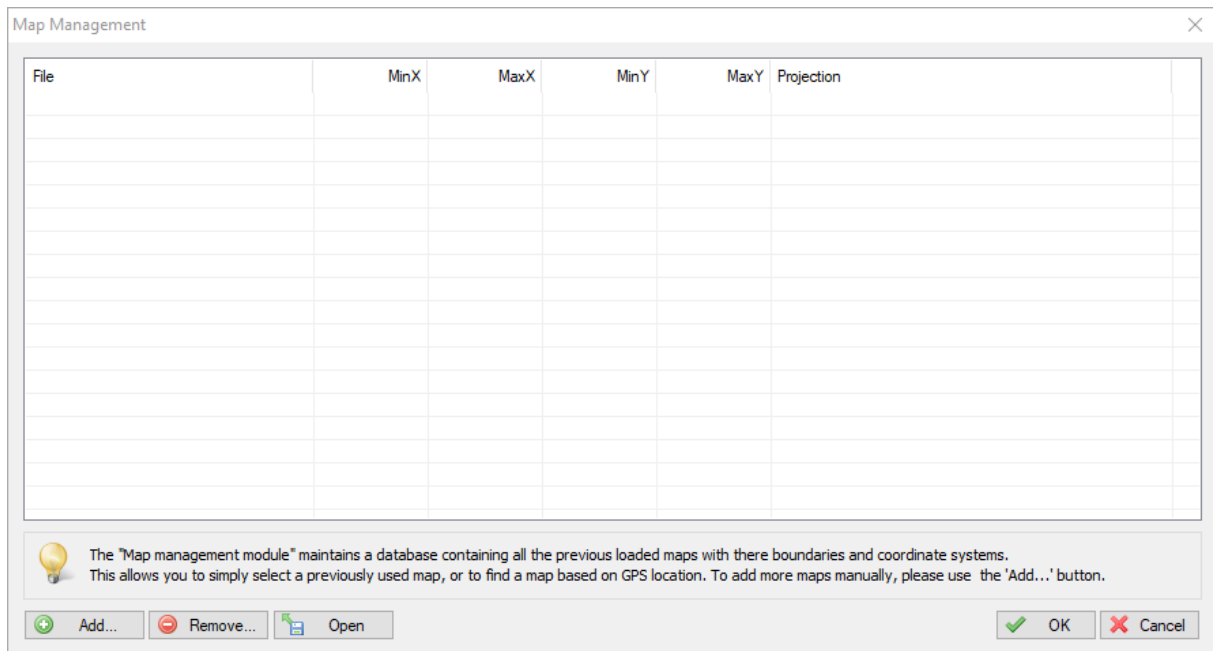 Map Management
File MinX MaxX MinY MaxY Projection
The "Map management module" maintains a database containing all the previous loaded maps with there boundaries and coordinate systems.
This allows you to simply select a previously used map, or to find a map based on GPS location. To add more maps manually, please use  the 'Add...' button.
Add... Remove... Open OK Cancel